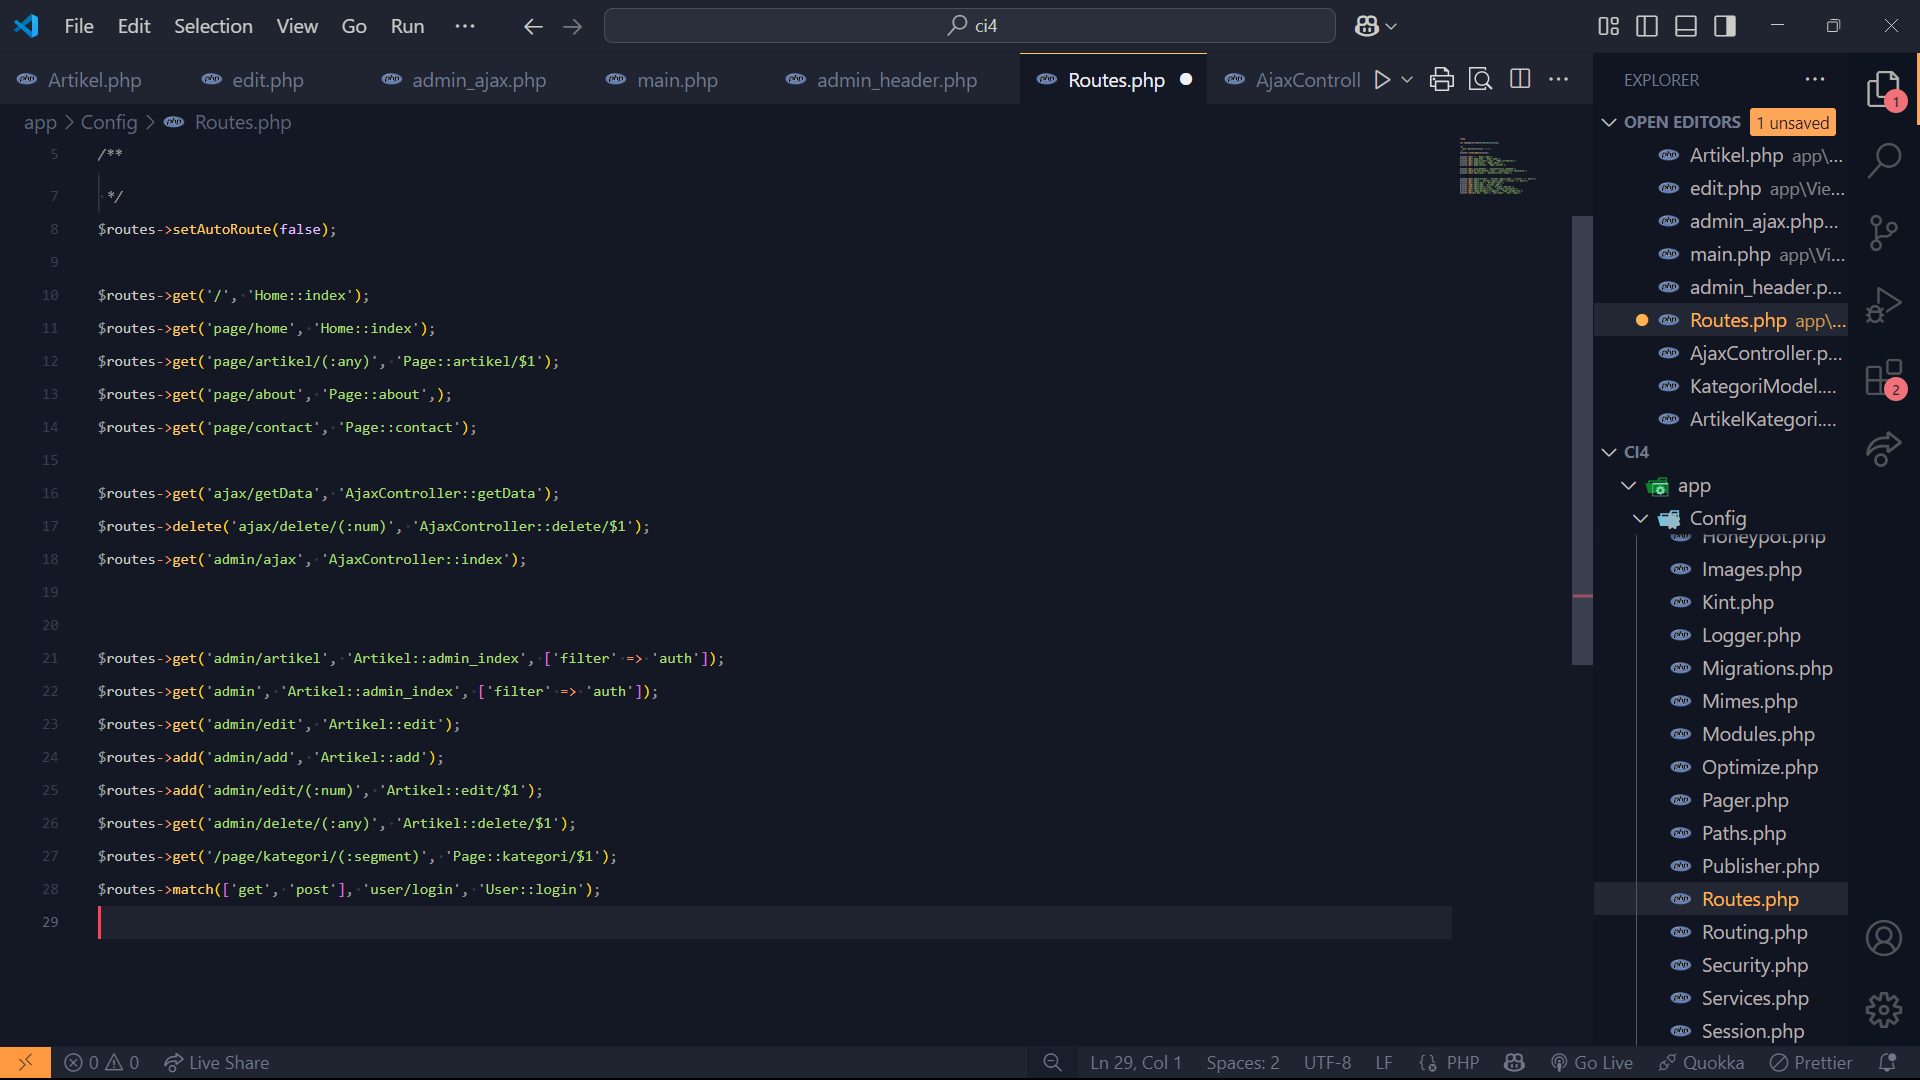 File Edit Selection View Go Run ··· ci4
Artikel.php edit.php admin_ajax.php main.php admin_header.php Routes.php AjaxControll
app > Config > Routes.php
5 /**
7 */
8 $routes->setAutoRoute(false);
9
10 $routes->get('/', 'Home::index');
11 $routes->get('page/home', 'Home::index');
12 $routes->get('page/artikel/(:any)', 'Page::artikel/$1');
13 $routes->get('page/about', 'Page::about',);
14 $routes->get('page/contact', 'Page::contact');
15
16 $routes->get('ajax/getData', 'AjaxController::getData');
17 $routes->delete('ajax/delete/(:num)', 'AjaxController::delete/$1');
18 $routes->get('admin/ajax', 'AjaxController::index');
19
20
21 $routes->get('admin/artikel', 'Artikel::admin_index', ['filter' => 'auth']);
22 $routes->get('admin', 'Artikel::admin_index', ['filter' => 'auth']);
23 $routes->get('admin/edit', 'Artikel::edit');
24 $routes->add('admin/add', 'Artikel::add');
25 $routes->add('admin/edit/(:num)', 'Artikel::edit/$1');
26 $routes->get('admin/delete/(:any)', 'Artikel::delete/$1');
27 $routes->get('/page/kategori/(:segment)', 'Page::kategori/$1');
28 $routes->match(['get', 'post'], 'user/login', 'User::login');
29
EXPLORER
OPEN EDITORS 1 unsaved
Artikel.php app\...
edit.php app\Vie...
admin_ajax.php...
main.php app\Vi...
admin_header.p...
Routes.php app\...
AjaxController.p...
KategoriModel....
ArtikelKategori....
CI4
app
Config
Honeypot.php
Images.php
Kint.php
Logger.php
Migrations.php
Mimes.php
Modules.php
Optimize.php
Pager.php
Paths.php
Publisher.php
Routes.php
Routing.php
Security.php
Services.php
Session.php
1
2
0 0 Live Share Ln 29, Col 1 Spaces: 2 UTF-8 LF {} PHP Go Live Quokka Prettier